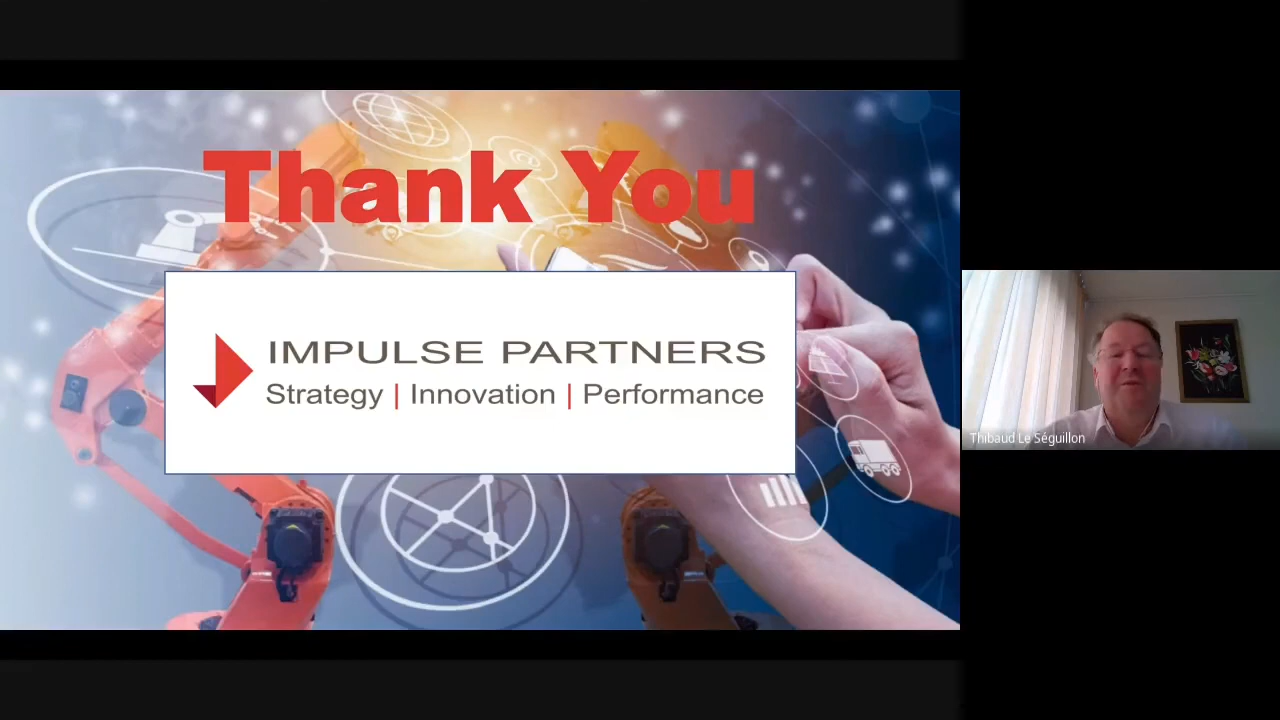 Thank You
IMPULSE PARTNERS
Strategy | Innovation | Performance
Thibaud Le Séguillon